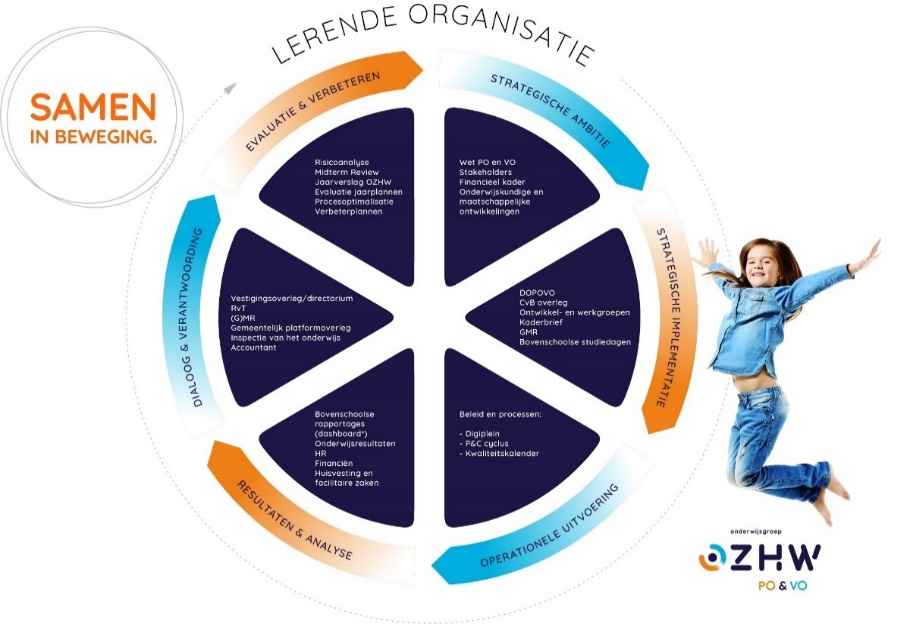 LERENDE ORGANISATIE
SAMEN
IN BEWEGING.
STRATEGISCHE AMBITIE
Wet PO en VO
Stakeholders
Financieel kader
Onderwijskundige en
maatschappelijke
ontwikkelingen
STRATEGISCHE IMPLEMENTATIE
DOPOVO
CvB overleg
Ontwikkel- en werkgroepen
Kaderbrief
GMR
Bovenschoolse studiedagen
OPERATIONELE UITVOERING
Beleid en processen:
- Digiplein
- P&C cyclus
- Kwaliteitskalender
RESULTATEN & ANALYSE
Bovenschoolse
rapportages
(dashboard*)
Onderwijsresultaten
HR
Financiën
Huisvesting en
facilitaire zaken
DIALOOG & VERANTWOORDING
Vestigingsoverleg/directorium
RvT
(G)MR
Gemeentelijk platformoverleg
Inspectie van het onderwijs
Accountant
EVALUATIE & VERBETEREN
Risicoanalyse
Midterm Review
Jaarverslag OZHW
Evaluatie jaarplannen
Procesoptimalisatie
Verbeterplannen
onderwijsgroep
OZHW
PO & VO